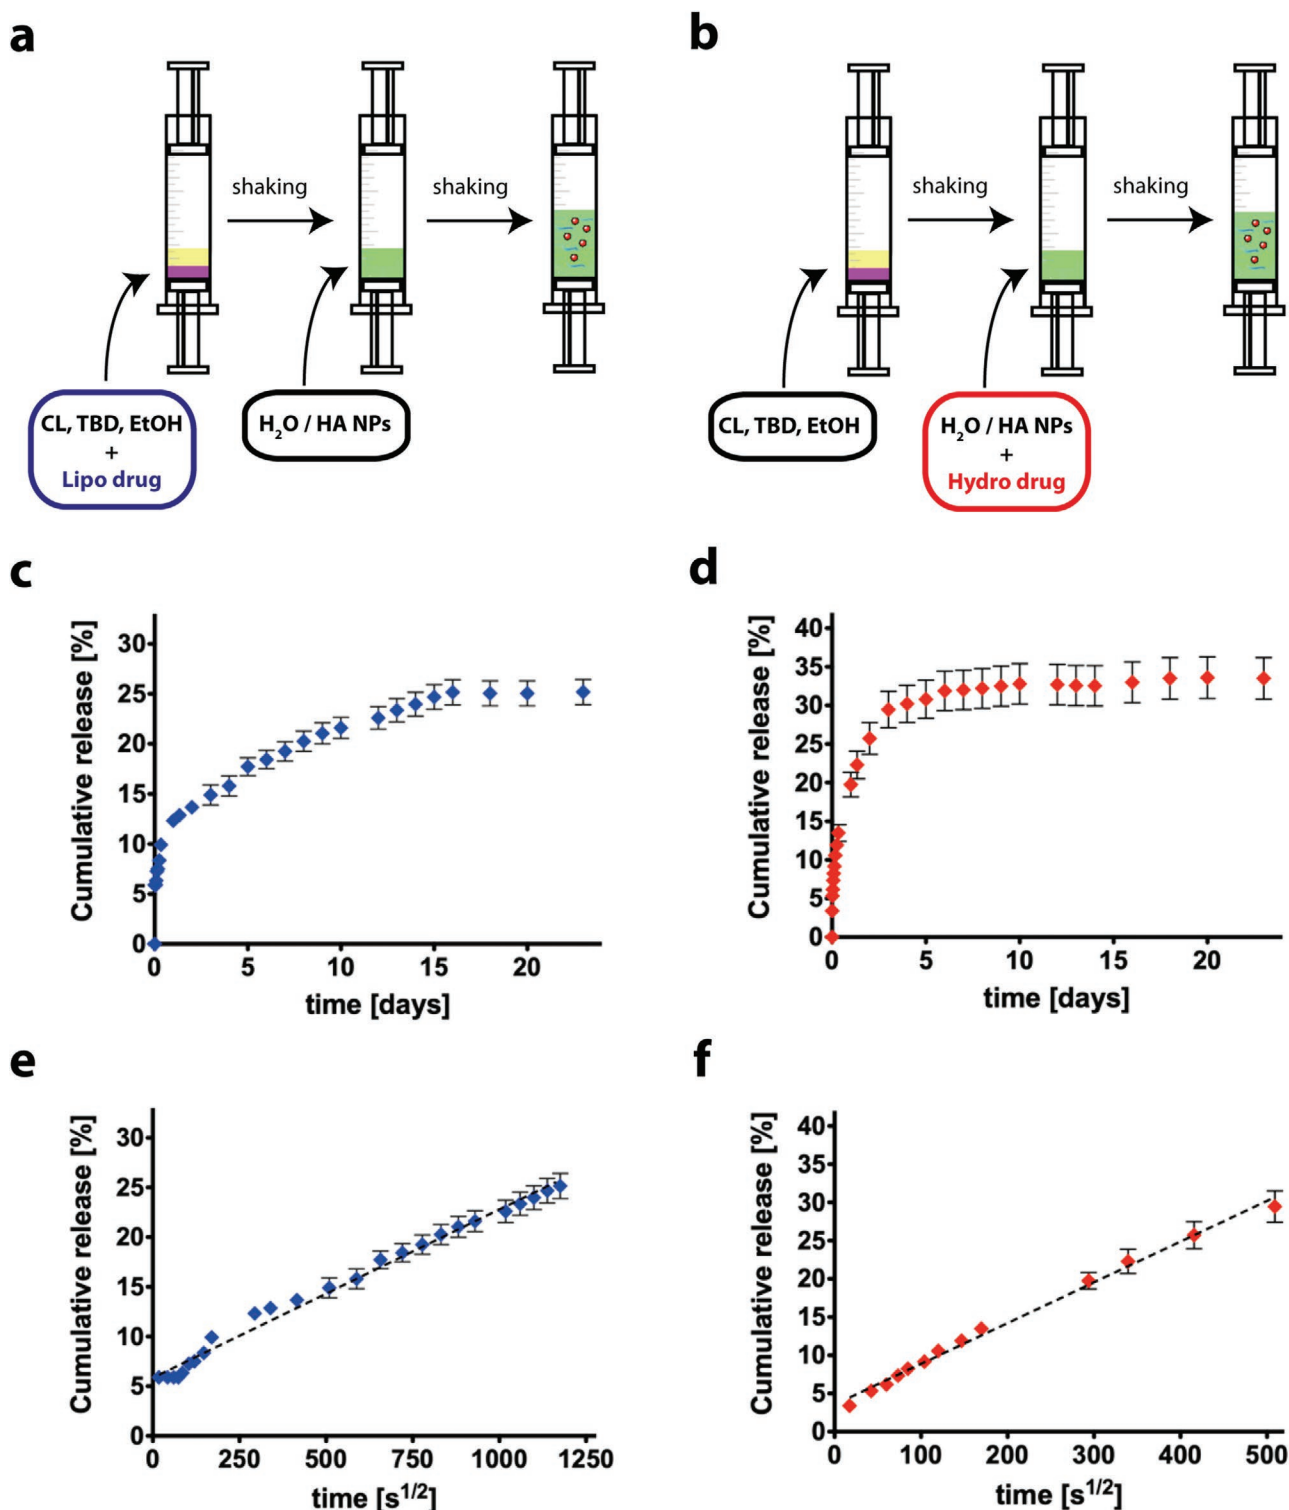 a
b
shaking
shaking
shaking
shaking
CL, TBD, EtOH
+
Lipo drug
H2O / HA NPs
CL, TBD, EtOH
H2O / HA NPs
+
Hydro drug
c
Cumulative release [%]
30
25
20
15
10
5
0
0 5 10 15 20
time [days]
d
Cumulative release [%]
40
35
30
25
20
15
10
5
0
0 5 10 15 20
time [days]
e
Cumulative release [%]
30
25
20
15
10
5
0
0 250 500 750 1000 1250
time [s1/2]
f
Cumulative release [%]
40
35
30
25
20
15
10
5
0
0 100 200 300 400 500
time [s1/2]